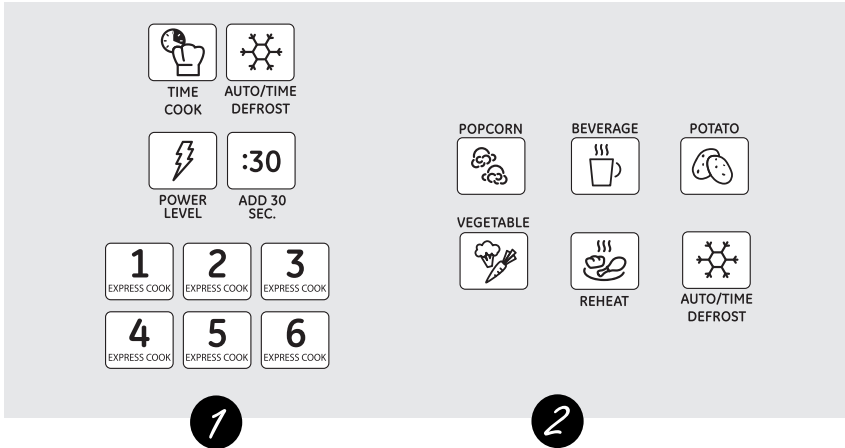 TIME
COOK
AUTO/TIME
DEFROST
POWER
LEVEL
:30
ADD 30
SEC.
1
EXPRESS COOK
2
EXPRESS COOK
3
EXPRESS COOK
4
EXPRESS COOK
5
EXPRESS COOK
6
EXPRESS COOK
1
POPCORN
BEVERAGE
POTATO
VEGETABLE
REHEAT
AUTO/TIME
DEFROST
2